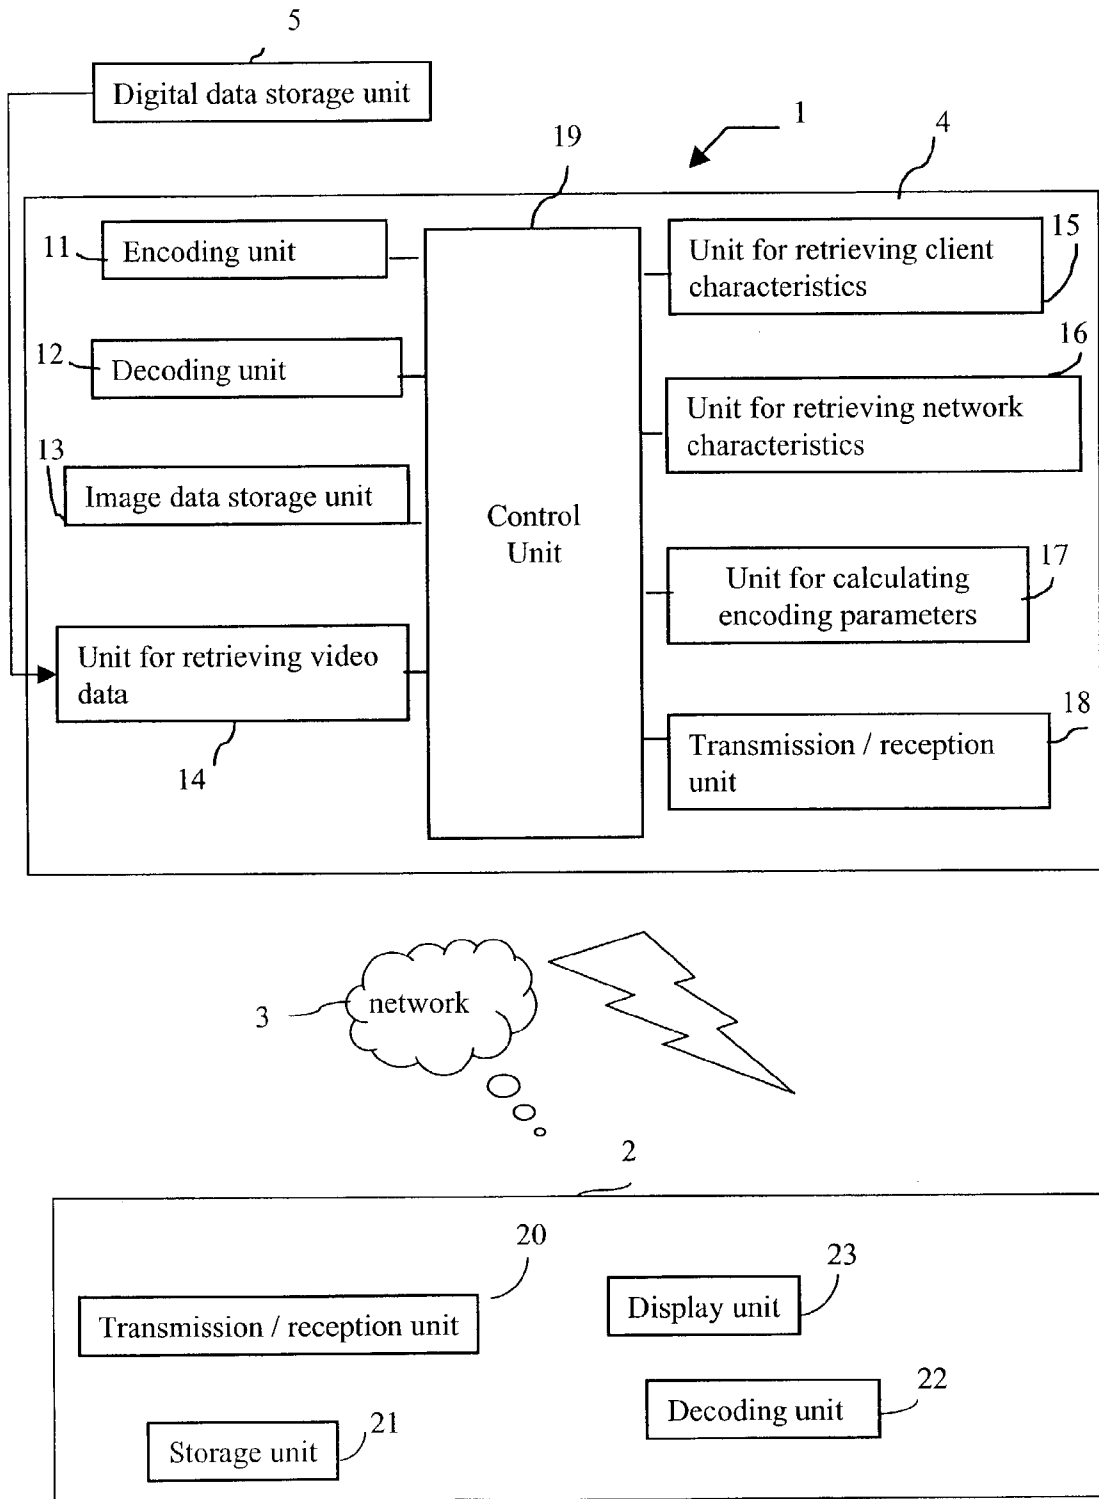 5
Digital data storage unit
1
4
19
11
Encoding unit
Unit for retrieving client
characteristics
15
12
Decoding unit
16
Unit for retrieving network
characteristics
13
Image data storage unit
Control
Unit
17
Unit for calculating
encoding parameters
Unit for retrieving video
data
14
18
Transmission / reception
unit
3
network
2
20
Transmission / reception unit
23
Display unit
22
Decoding unit
21
Storage unit